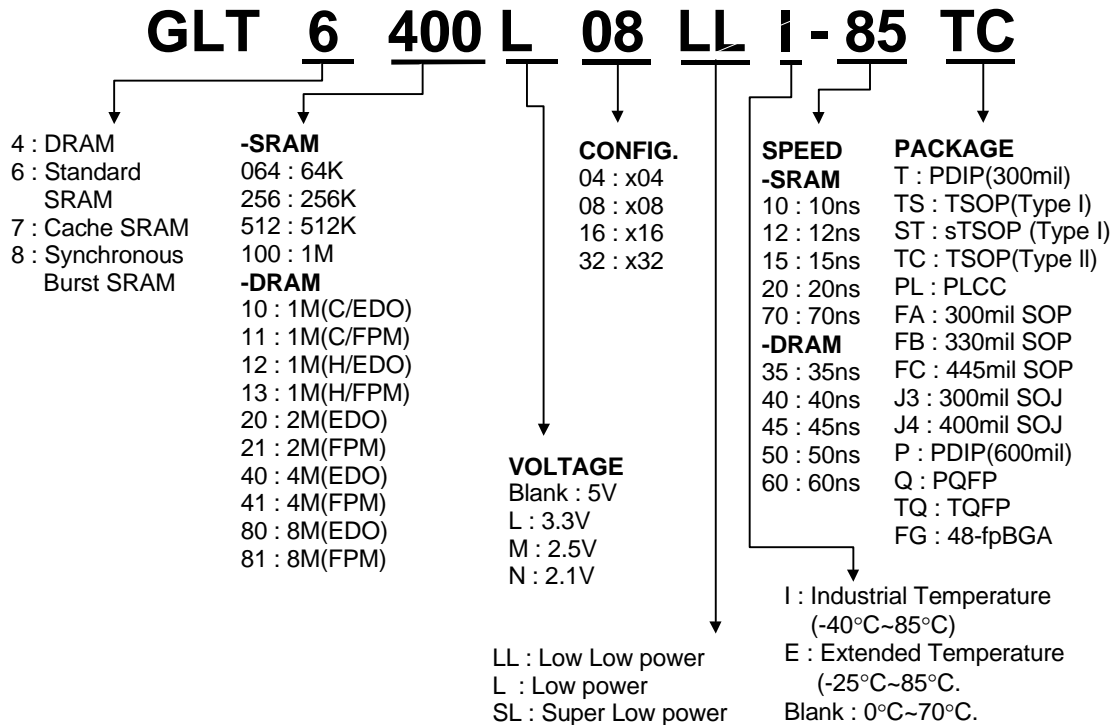 GLT 6 400 L 08 LL I - 85 TC
4 : DRAM
6 : Standard
SRAM
7 : Cache SRAM
8 : Synchronous
Burst SRAM
-SRAM
064 : 64K
256 : 256K
512 : 512K
100 : 1M
-DRAM
10 : 1M(C/EDO)
11 : 1M(C/FPM)
12 : 1M(H/EDO)
13 : 1M(H/FPM)
20 : 2M(EDO)
21 : 2M(FPM)
40 : 4M(EDO)
41 : 4M(FPM)
80 : 8M(EDO)
81 : 8M(FPM)
VOLTAGE
Blank : 5V
L : 3.3V
M : 2.5V
N : 2.1V
CONFIG.
04 : x04
08 : x08
16 : x16
32 : x32
LL : Low Low power
L : Low power
SL : Super Low power
SPEED
-SRAM
10 : 10ns
12 : 12ns
15 : 15ns
20 : 20ns
70 : 70ns
-DRAM
35 : 35ns
40 : 40ns
45 : 45ns
50 : 50ns
60 : 60ns
PACKAGE
T : PDIP(300mil)
TS : TSOP(Type I)
ST : sTSOP (Type I)
TC : TSOP(Type ll)
PL : PLCC
FA : 300mil SOP
FB : 330mil SOP
FC : 445mil SOP
J3 : 300mil SOJ
J4 : 400mil SOJ
P : PDIP(600mil)
Q : PQFP
TQ : TQFP
FG : 48-fpBGA
I : Industrial Temperature
(-40°C~85°C)
E : Extended Temperature
(-25°C~85°C.
Blank : 0°C~70°C.